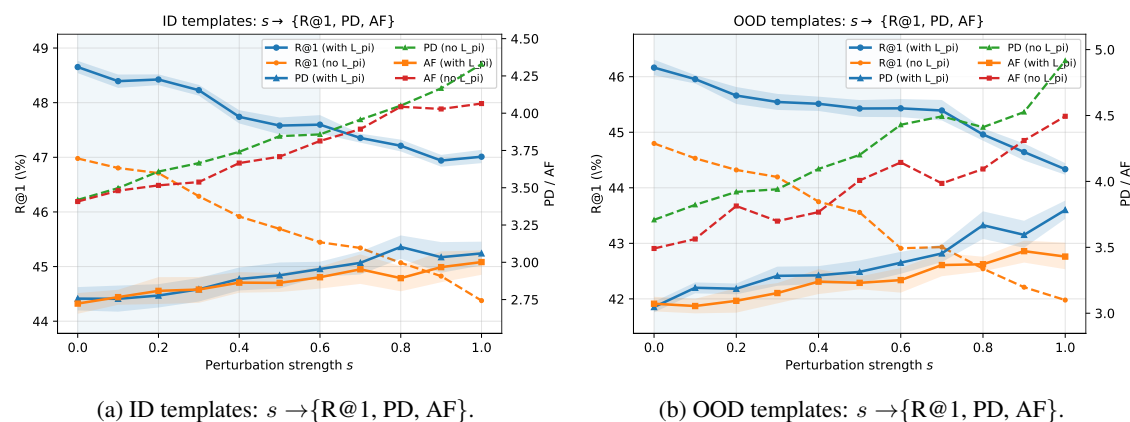 ID templates: s → {R@1, PD, AF}
49
48
47
46
45
44
R@1 (\%)
R@1 (with L_pi)
R@1 (no L_pi)
PD (with L_pi)
PD (no L_pi)
AF (with L_pi)
AF (no L_pi)
4.50
4.25
4.00
3.75
3.50
3.25
3.00
2.75
PD / AF
0.0 0.2 0.4 0.6 0.8 1.0
Perturbation strength s
(a) ID templates: s →{R@1, PD, AF}.
OOD templates: s → {R@1, PD, AF}
46
45
44
43
42
R@1 (\%)
R@1 (with L_pi)
R@1 (no L_pi)
PD (with L_pi)
PD (no L_pi)
AF (with L_pi)
AF (no L_pi)
5.0
4.5
4.0
3.5
3.0
PD / AF
0.0 0.2 0.4 0.6 0.8 1.0
Perturbation strength s
(b) OOD templates: s →{R@1, PD, AF}.